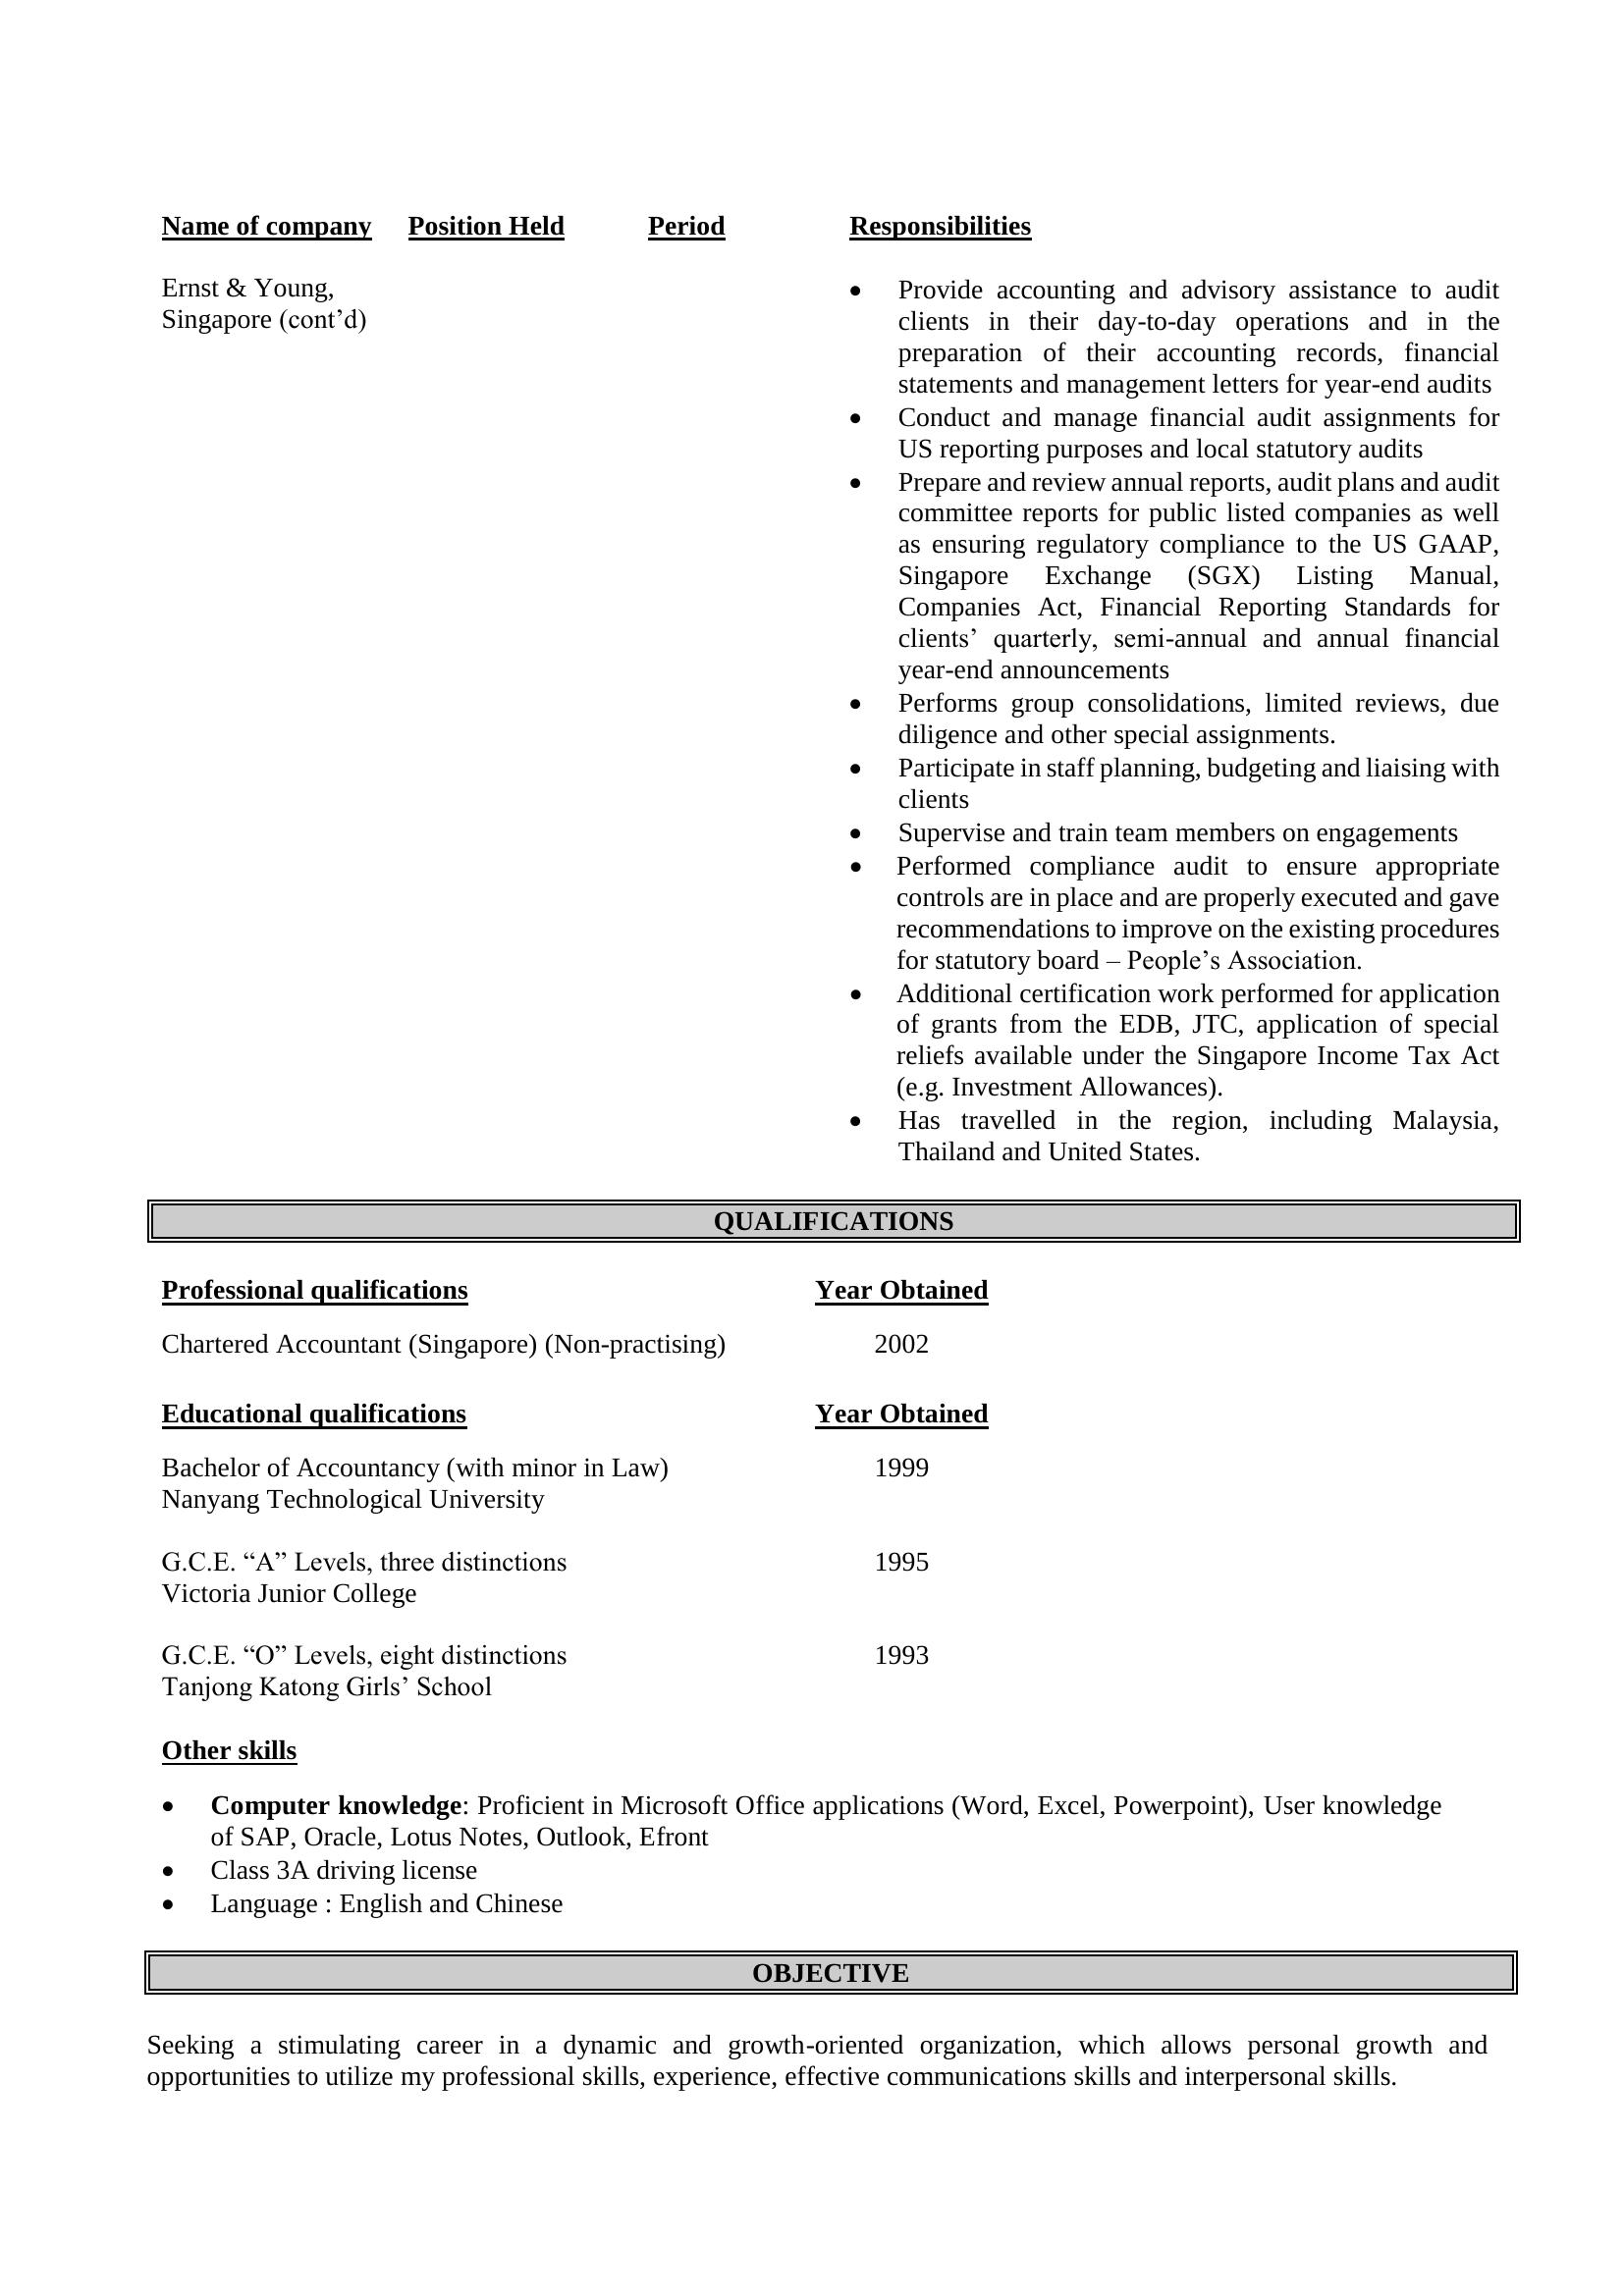 Name of company Position Held Period Responsibilities
Ernst & Young,
Singapore (cont’d)
• Provide accounting and advisory assistance to audit
clients in their day-to-day operations and in the
preparation of their accounting records, financial
statements and management letters for year-end audits
• Conduct and manage financial audit assignments for
US reporting purposes and local statutory audits
• Prepare and review annual reports, audit plans and audit
committee reports for public listed companies as well
as ensuring regulatory compliance to the US GAAP,
Singapore Exchange (SGX) Listing Manual,
Companies Act, Financial Reporting Standards for
clients’ quarterly, semi-annual and annual financial
year-end announcements
• Performs group consolidations, limited reviews, due
diligence and other special assignments.
• Participate in staff planning, budgeting and liaising with
clients
• Supervise and train team members on engagements
• Performed compliance audit to ensure appropriate
controls are in place and are properly executed and gave
recommendations to improve on the existing procedures
for statutory board – People’s Association.
• Additional certification work performed for application
of grants from the EDB, JTC, application of special
reliefs available under the Singapore Income Tax Act
(e.g. Investment Allowances).
• Has travelled in the region, including Malaysia,
Thailand and United States.
QUALIFICATIONS
Professional qualifications Year Obtained
Chartered Accountant (Singapore) (Non-practising) 2002
Educational qualifications Year Obtained
Bachelor of Accountancy (with minor in Law) 1999
Nanyang Technological University
G.C.E. “A” Levels, three distinctions 1995
Victoria Junior College
G.C.E. “O” Levels, eight distinctions 1993
Tanjong Katong Girls’ School
Other skills
• Computer knowledge: Proficient in Microsoft Office applications (Word, Excel, Powerpoint), User knowledge
of SAP, Oracle, Lotus Notes, Outlook, Efront
• Class 3A driving license
• Language : English and Chinese
OBJECTIVE
Seeking a stimulating career in a dynamic and growth-oriented organization, which allows personal growth and
opportunities to utilize my professional skills, experience, effective communications skills and interpersonal skills.